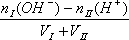 n_I(OH⁻) − n_II(H⁺)
V_I + V_II